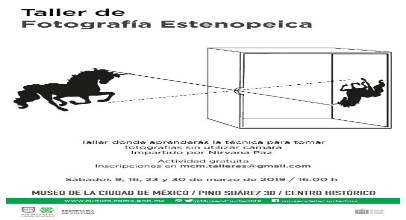 Taller de
Fotografía Estenopeica
Taller donde aprenderás la técnica para tomar
fotografías sin utilizar cámara
Impartido por Nirvana Paz
Actividad gratuita
Inscripciones en mcm.talleres@gmail.com
Sábados 9, 16, 23 y 30 de marzo de 2019 / 16:00 h
MUSEO DE LA CIUDAD DE MÉXICO / PINO SUÁREZ 30 / CENTRO HISTÓRICO